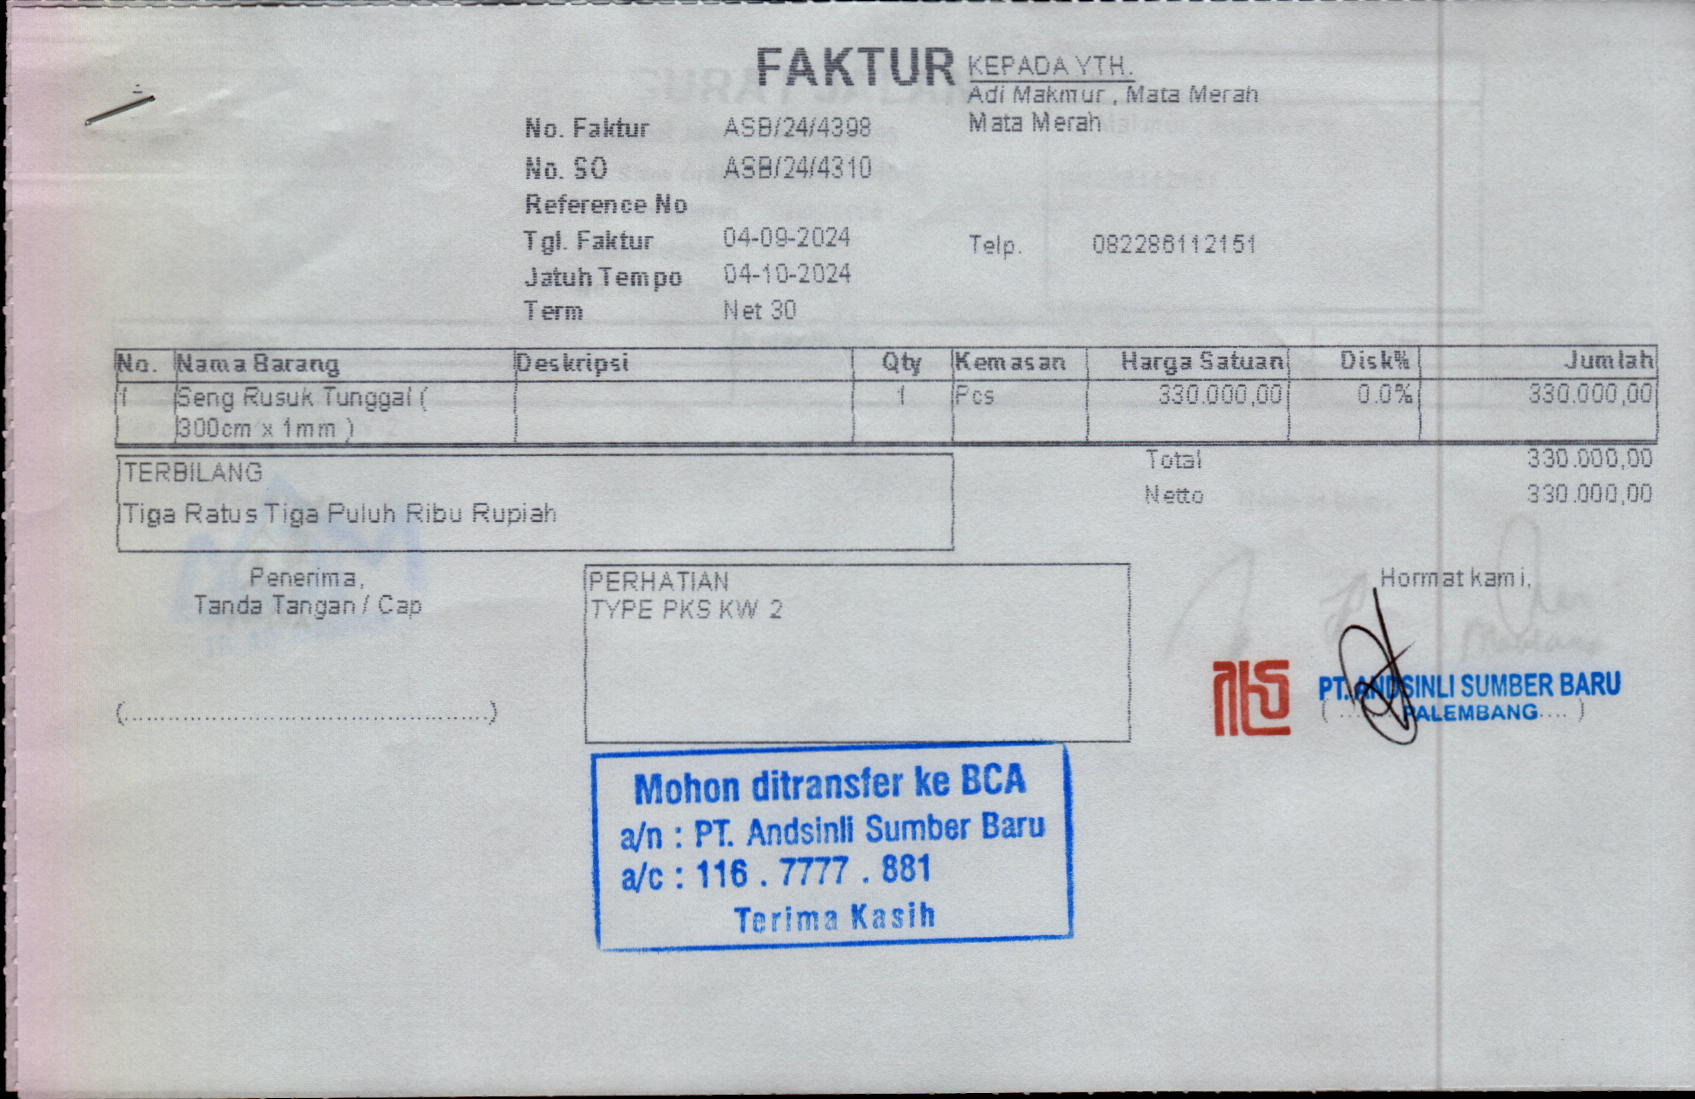 FAKTUR
KEPADA YTH.
Adi Makmur , Mata Merah
Mata Merah
No. Faktur ASB/24/4398
No. SO ASB/24/4310
Reference No
Tgl. Faktur 04-09-2024
Telp. 082286112151
Jatuh Tempo 04-10-2024
Term Net 30
No. Nama Barang Deskripsi Qty Kemasan Harga Satuan Disk% Jumlah
1 Seng Rusuk Tunggal ( 1 Pcs 330.000,00 0.0% 330.000,00
300cm x 1mm )
TERBILANG
Tiga Ratus Tiga Puluh Ribu Rupiah
Total 330.000,00
Netto 330.000,00
Penerima,
Tanda Tangan / Cap
(................................................)
PERHATIAN
TYPE PKS KW 2
Hormat kami,
PT. ANDSINLI SUMBER BARU
PALEMBANG
Mohon ditransfer ke BCA
a/n : PT. Andsinli Sumber Baru
a/c : 116 . 7777 . 881
Terima Kasih